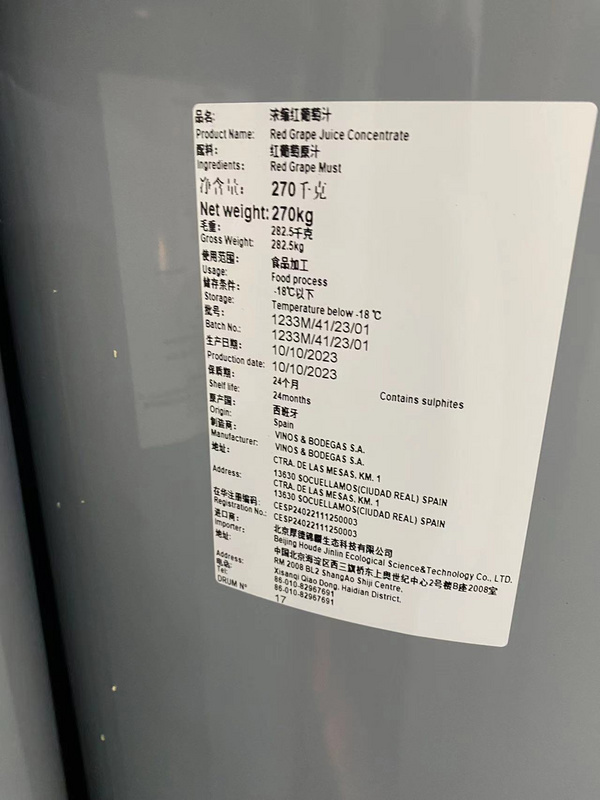 品名: 浓缩红葡萄汁
Product Name: Red Grape Juice Concentrate
配料: 红葡萄原汁
Ingredients: Red Grape Must
净含量: 270千克
Net weight: 270kg
毛重: 282.5千克
Gross Weight: 282.5kg
使用范围: 食品加工
Usage: Food process
储存条件: -18℃以下
Storage: Temperature below -18 ℃
批号: 1233M/41/23/01
Batch No.: 1233M/41/23/01
生产日期: 10/10/2023
Production date: 10/10/2023
保质期: 24个月
Shelf life: 24months Contains sulphites
原产国: 西班牙
Origin: Spain
制造商: VINOS & BODEGAS S.A.
Manufacturer: VINOS & BODEGAS S.A.
地址: CTRA. DE LAS MESAS, KM. 1
13630 SOCUELLAMOS(CIUDAD REAL) SPAIN
Address: CTRA. DE LAS MESAS, KM. 1
13630 SOCUELLAMOS(CIUDAD REAL) SPAIN
在华注册编码: CESP24022111250003
Registration No.: CESP24022111250003
进口商: 北京厚德锦麟生态科技有限公司
Importer: Beijing Houde Jinlin Ecological Science&Technology Co., LTD.
地址: 中国北京海淀区西三旗桥东上奥世纪中心2号楼B座2008室
Address: RM 2008 BL2 ShangAo Shiji Centre,
Xisanqi Qiao Dong, Haidian District.
电话: 86-010-82967691
Tel: 86-010-82967691
DRUM Nº 17